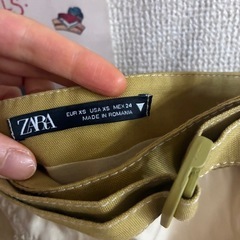 ZARA
EUR XS USA XS MEX 24
MADE IN ROMANIA